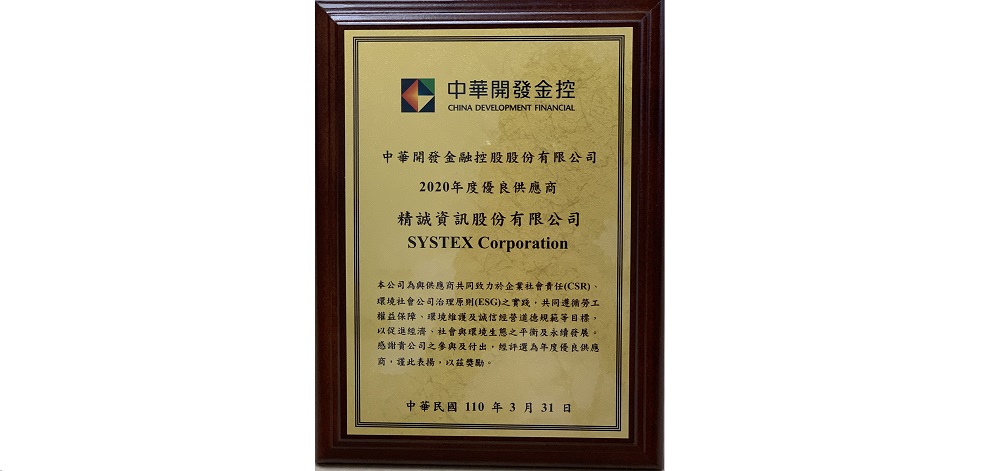 中華開發金控
CHINA DEVELOPMENT FINANCIAL
中華開發金融控股股份有限公司
2020年度優良供應商
精誠資訊股份有限公司
SYSTEX Corporation
本公司為與供應商共同致力於企業社會責任(CSR)、
環境社會公司治理原則(ESG)之實踐，共同遵循勞工
權益保障、環境維護及誠信經營道德規範等目標，
以促進經濟、社會與環境生態之平衡及永續發展。
感謝貴公司之參與及付出，經評選為年度優良供應
商，謹此表揚，以茲獎勵。
中華民國 110 年 3 月 31 日